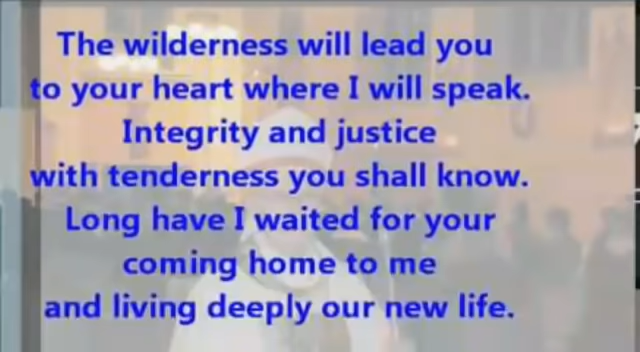 The wilderness will lead you
to your heart where I will speak.
Integrity and justice
with tenderness you shall know.
Long have I waited for your
coming home to me
and living deeply our new life.